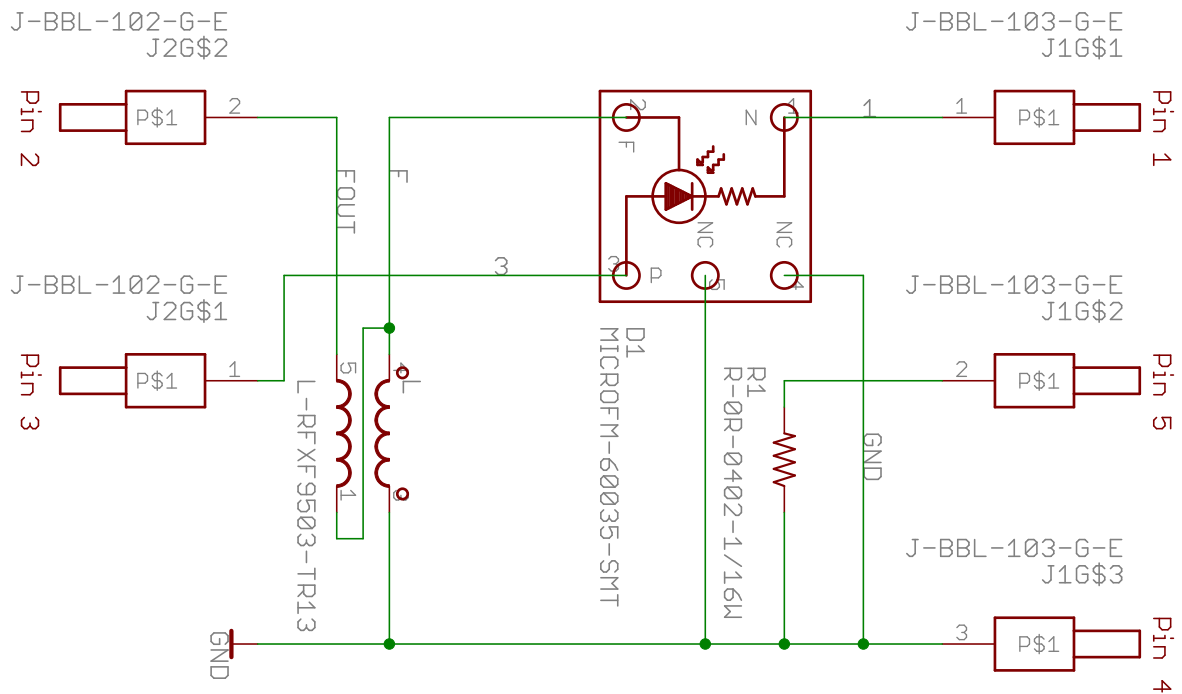 J-BBL-102-G-E
J2G$2
J-BBL-103-G-E
J1G$1
Pin 2
P$1
2
2
F
N
1
1
1
P$1
Pin 1
FOUT
F
NC
NC
J-BBL-102-G-E
J2G$1
3
3
P
5
4
J-BBL-103-G-E
J1G$2
Pin 3
P$1
1
5
4
L
L-RFXF9503-TR13
1
D1
MICROFM-60035-SMT
R1
R-0R-0402-1/16W
2
P$1
Pin 5
GND
J-BBL-103-G-E
J1G$3
GND
3
P$1
Pin 4